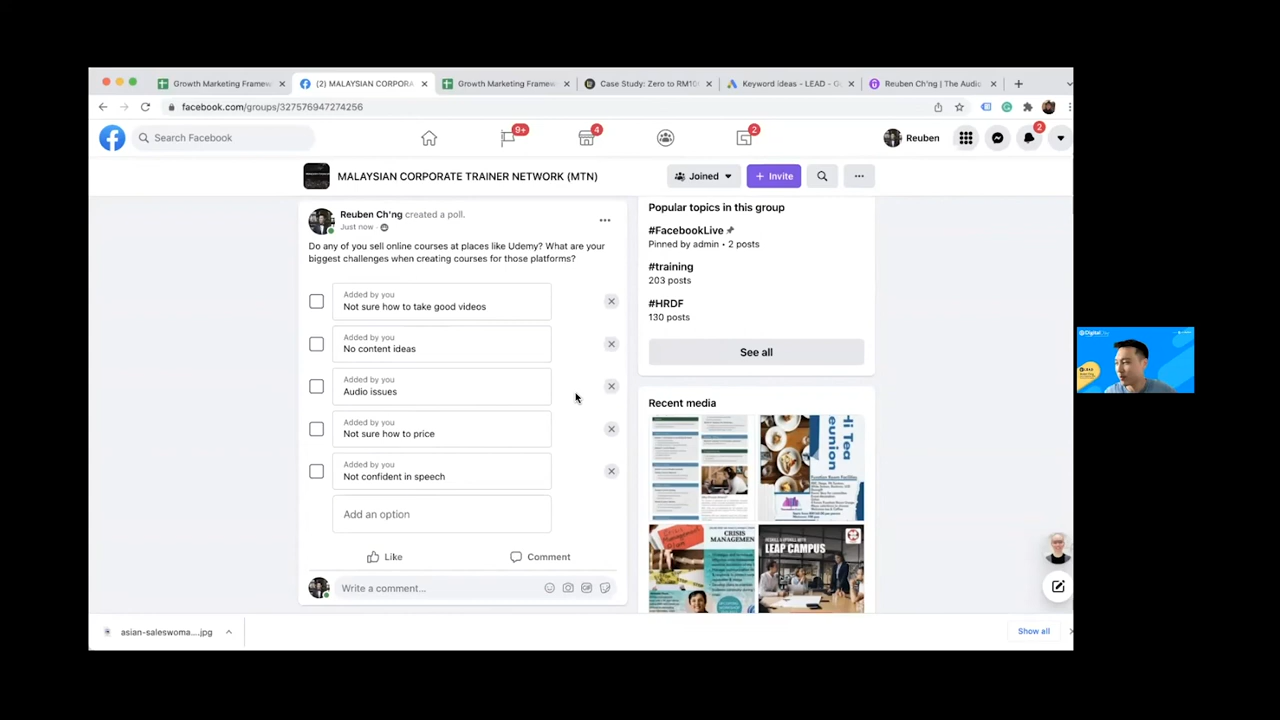 Growth Marketing Framew
(2) MALAYSIAN CORPORA
Growth Marketing Frame
Case Study: Zero to RM10
Keyword ideas - LEAD - G
Reuben Ch'ng | The Audic
facebook.com/groups/327576947274256
Search Facebook
9+
4
2
Reuben
2
MALAYSIAN CORPORATE TRAINER NETWORK (MTN)
Joined
+ Invite
Reuben Ch'ng created a poll.
Just now
Do any of you sell online courses at places like Udemy? What are your
biggest challenges when creating courses for those platforms?
Added by you
Not sure how to take good videos
Added by you
No content ideas
Added by you
Audio issues
Added by you
Not sure how to price
Added by you
Not confident in speech
Add an option
Like
Comment
Write a comment...
Popular topics in this group
#FacebookLive
Pinned by admin • 2 posts
#training
203 posts
#HRDF
130 posts
See all
Recent media
Hi Tea
eunion
CRISIS
MANAGEMEN
LEAP CAMPUS
asian-saleswoma....jpg
Show all
Digital
LEAD